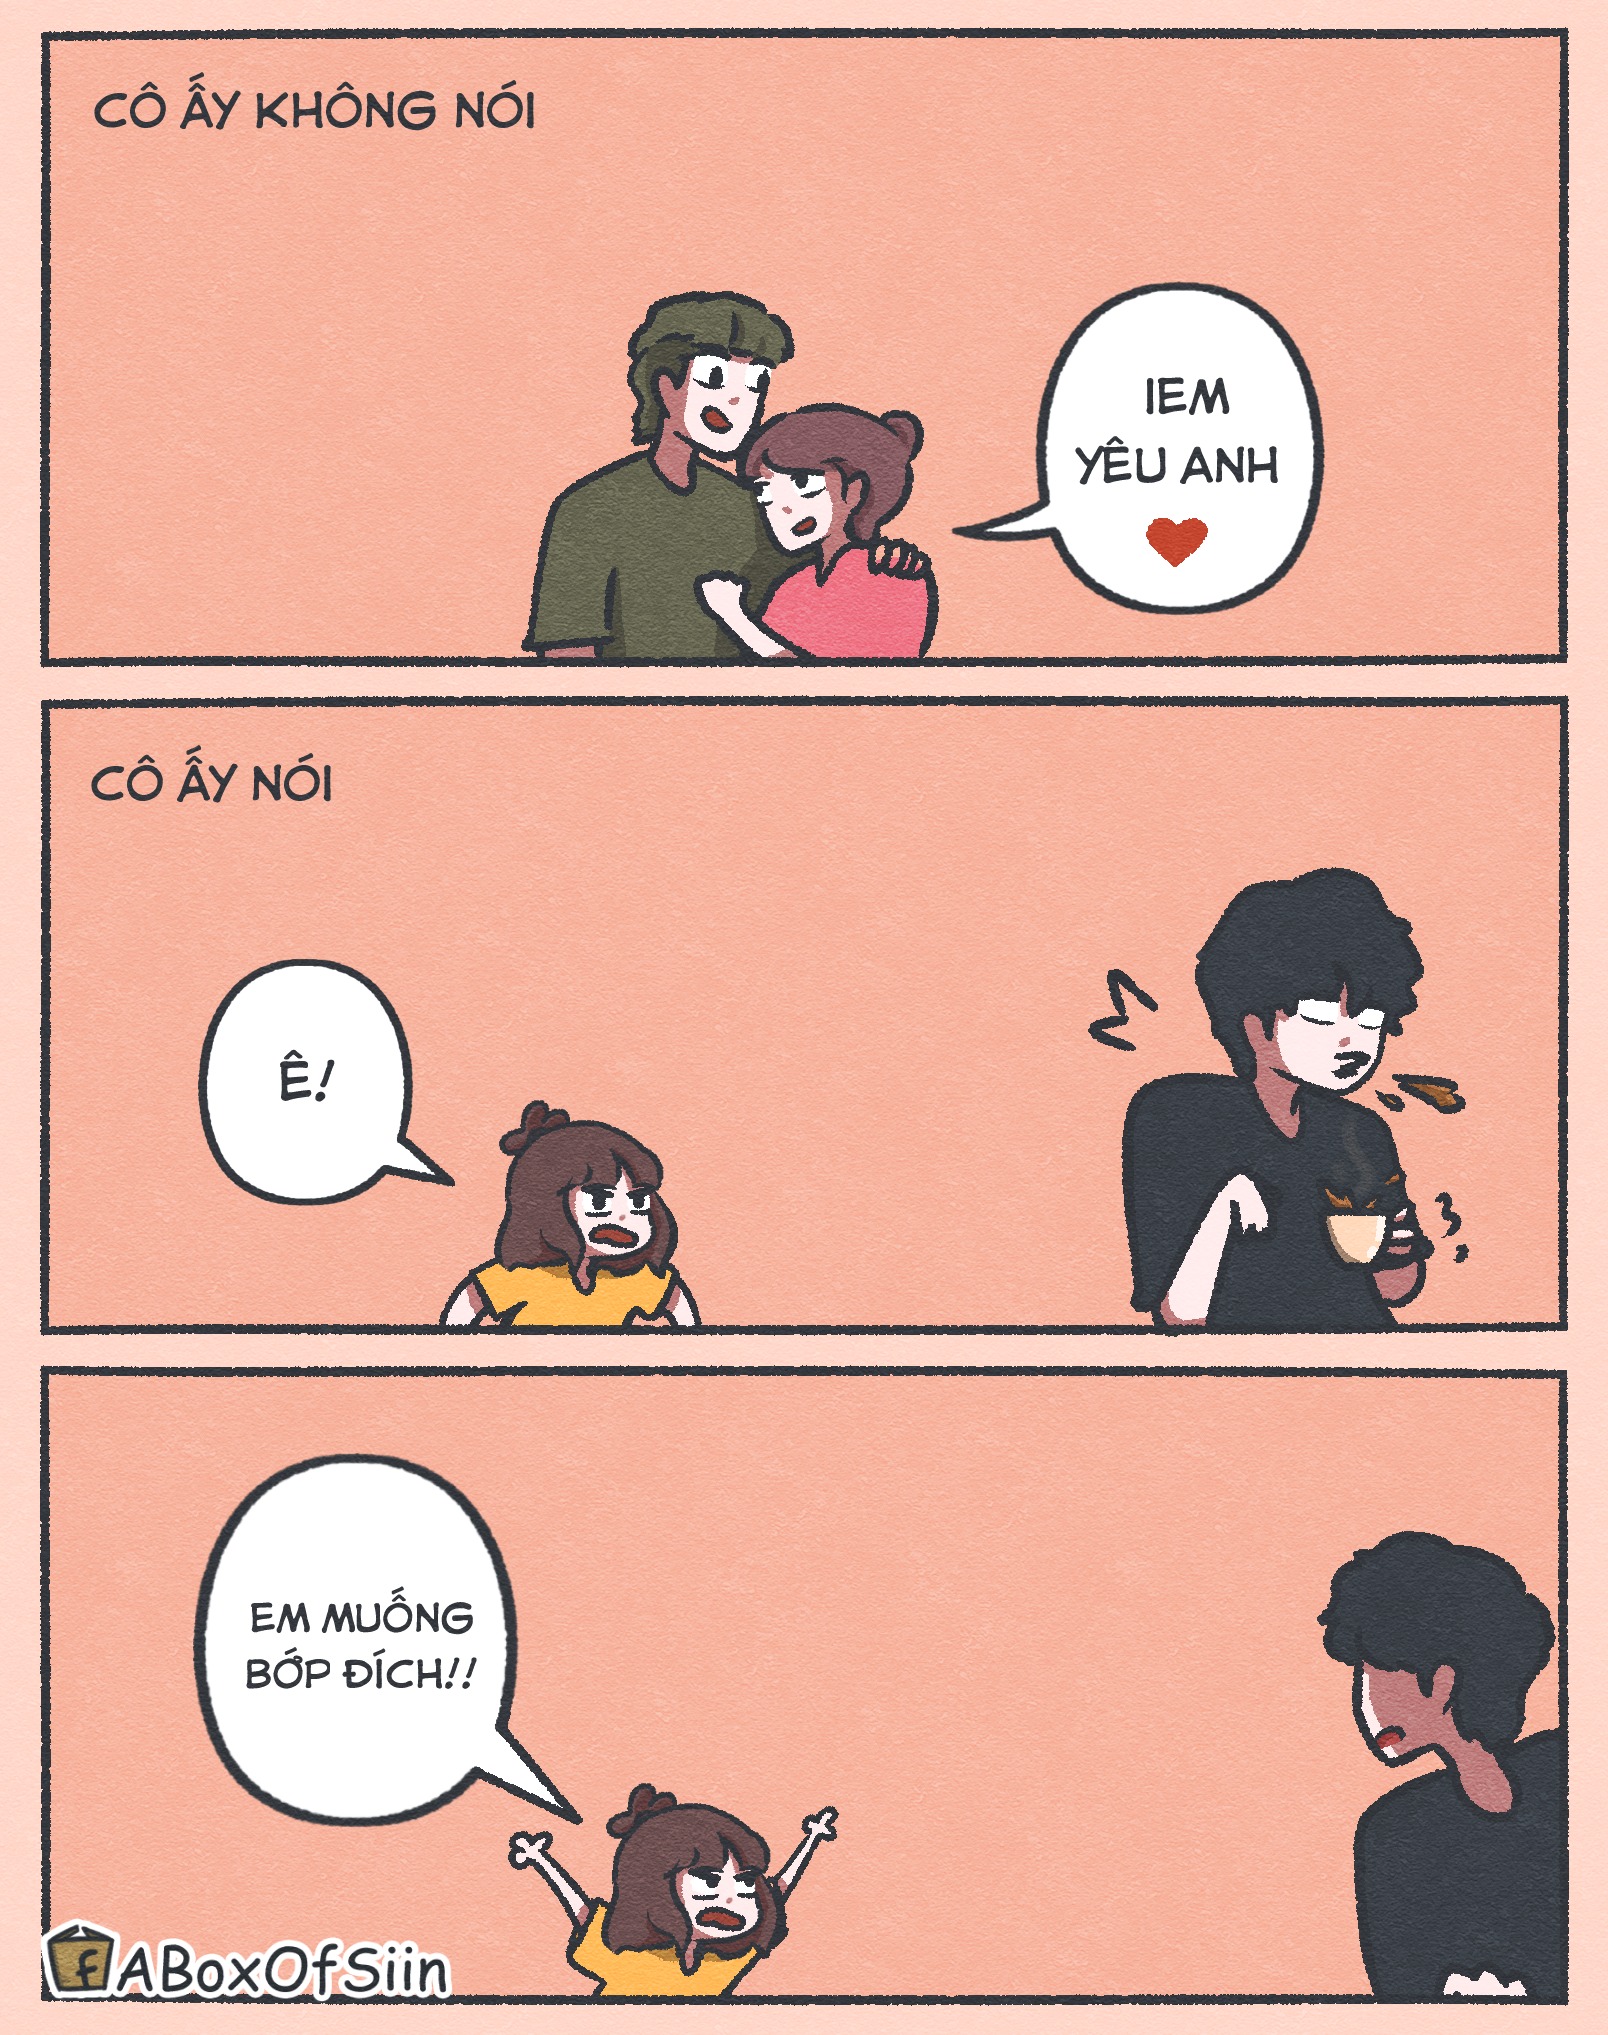 CÔ ẤY KHÔNG NÓI
IEM
YÊU ANH
CÔ ẤY NÓI
Ê!
EM MUỐNG
BỚP ĐÍCH!!
f ABoxOfSiin